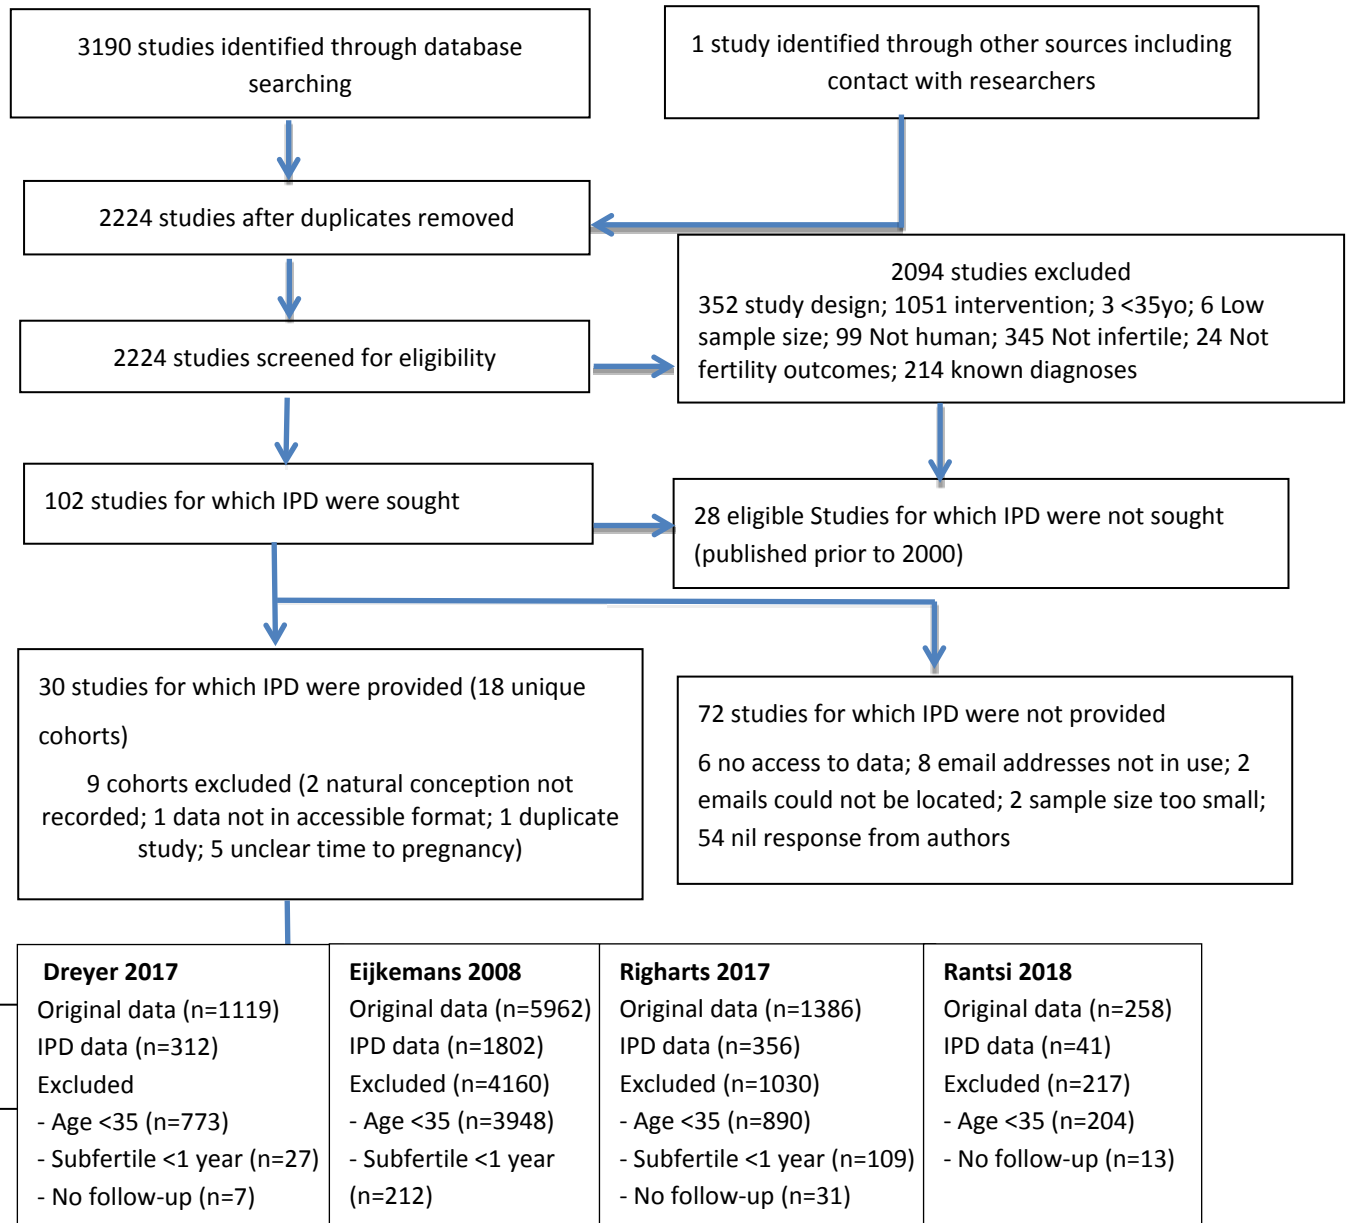 3190 studies identified through database
searching
1 study identified through other sources including
contact with researchers
2224 studies after duplicates removed
2094 studies excluded
352 study design; 1051 intervention; 3 <35yo; 6 Low
sample size; 99 Not human; 345 Not infertile; 24 Not
fertility outcomes; 214 known diagnoses
2224 studies screened for eligibility
102 studies for which IPD were sought
28 eligible Studies for which IPD were not sought
(published prior to 2000)
30 studies for which IPD were provided (18 unique
cohorts)
9 cohorts excluded (2 natural conception not
recorded; 1 data not in accessible format; 1 duplicate
study; 5 unclear time to pregnancy)
72 studies for which IPD were not provided
6 no access to data; 8 email addresses not in use; 2
emails could not be located; 2 sample size too small;
54 nil response from authors
Dreyer 2017
Original data (n=1119)
IPD data (n=312)
Excluded
- Age <35 (n=773)
- Subfertile <1 year (n=27)
- No follow-up (n=7)
Eijkemans 2008
Original data (n=5962)
IPD data (n=1802)
Excluded (n=4160)
- Age <35 (n=3948)
- Subfertile <1 year
(n=212)
Righarts 2017
Original data (n=1386)
IPD data (n=356)
Excluded (n=1030)
- Age <35 (n=890)
- Subfertile <1 year (n=109)
- No follow-up (n=31)
Rantsi 2018
Original data (n=258)
IPD data (n=41)
Excluded (n=217)
- Age <35 (n=204)
- No follow-up (n=13)